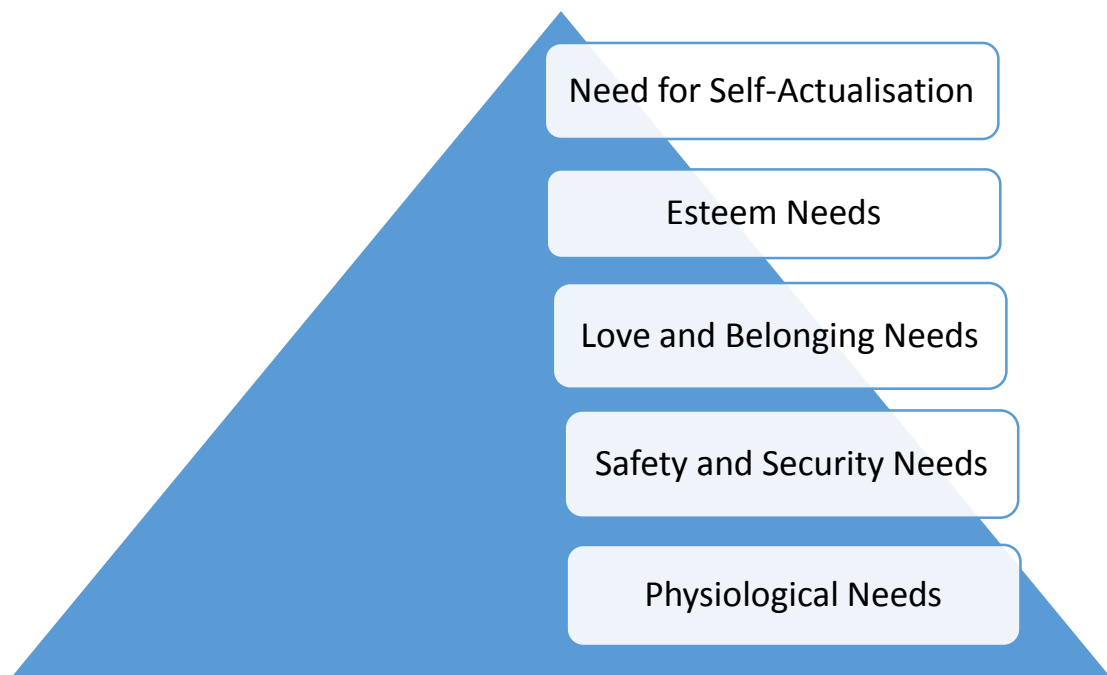 Need for Self-Actualisation
Esteem Needs
Love and Belonging Needs
Safety and Security Needs
Physiological Needs